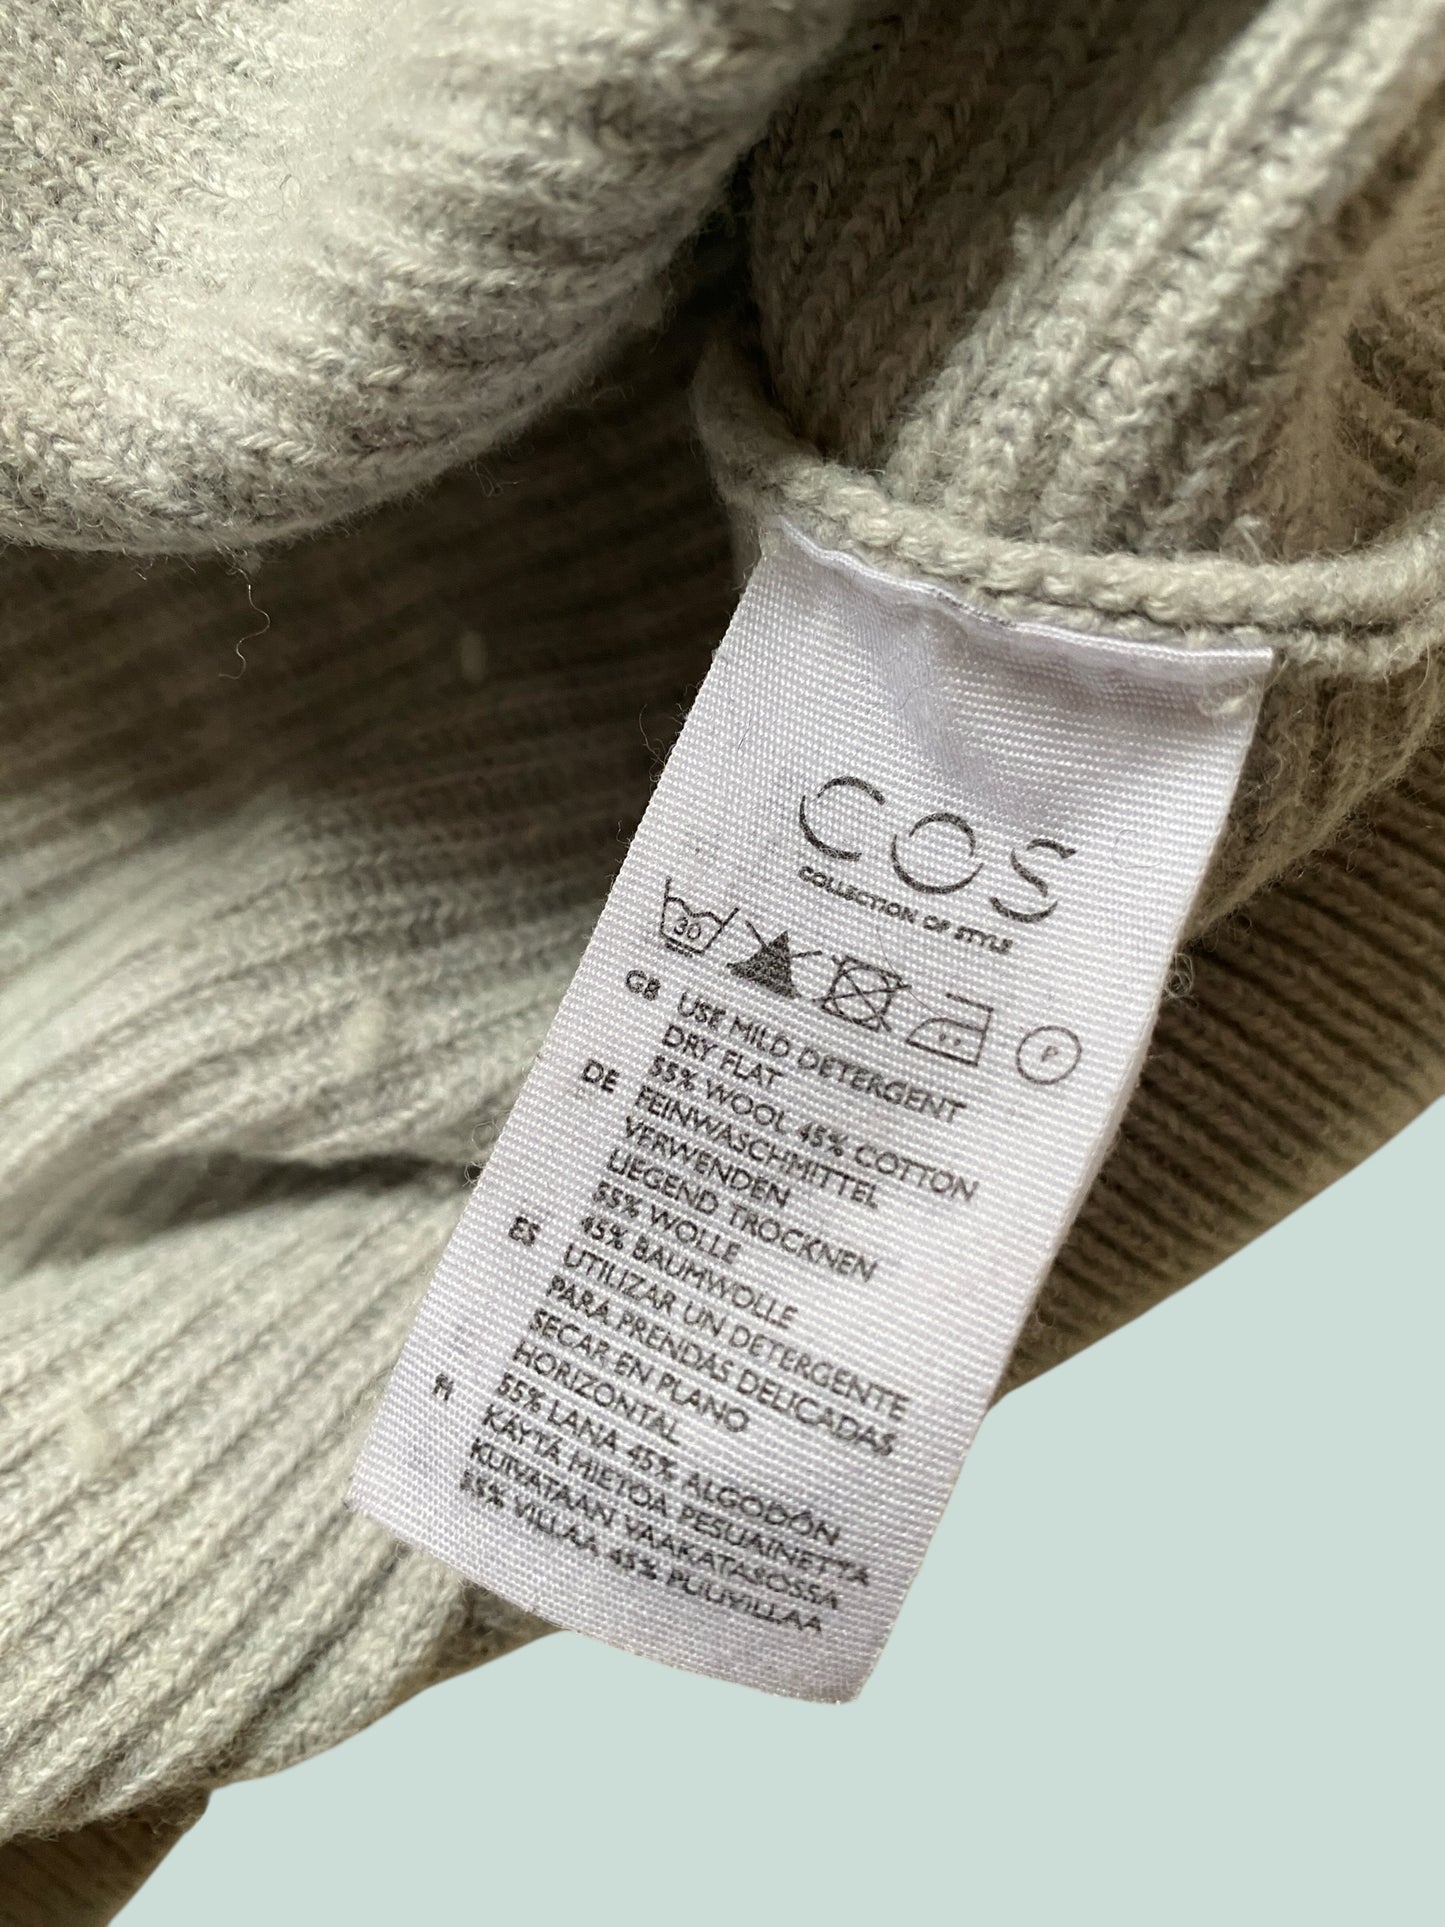 COS
COLLECTION OF STYLE
30
P
GB USE MILD DETERGENT
DRY FLAT
55% WOOL 45% COTTON
DE FEINWASCHMITTEL
VERWENDEN
LIEGEND TROCKNEN
55% WOLLE
45% BAUMWOLLE
ES UTILIZAR UN DETERGENTE
PARA PRENDAS DELICADAS
SECAR EN PLANO
HORIZONTAL
55% LANA 45% ALGODÓN
FI KÄYTÄ HIETOA PESUAINETTA
KUIVATAAN VAAKATASOSSA
55% VILLAA 45% PUUVILLAA